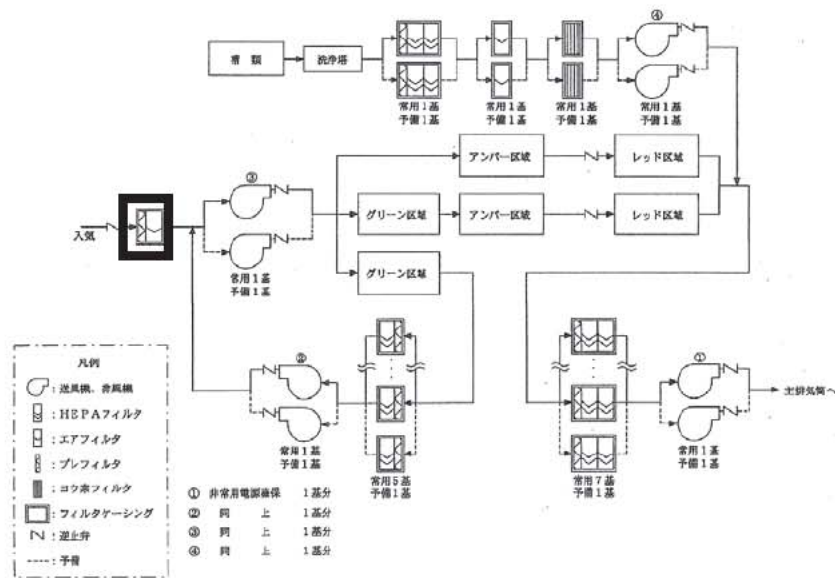 ④
槽 類
洗浄塔
常用1基
予備1基
常用1基
予備1基
常用1基
予備1基
常用1基
予備1基
③
アンバー区域
レッド区域
入気
グリーン区域
アンバー区域
レッド区域
常用1基
予備1基
グリーン区域
②
①
主排気筒へ
常用1基
予備1基
常用5基
予備1基
常用7基
予備1基
常用1基
予備1基
凡例
:送風機、排風機
:HEPAフィルタ
:エアフィルタ
:プレフィルタ
:ヨウ素フィルタ
:フィルタケーシング
:逆止弁
:予備
① 非常用電源確保 1基分
② 同 上 1基分
③ 同 上 1基分
④ 同 上 1基分